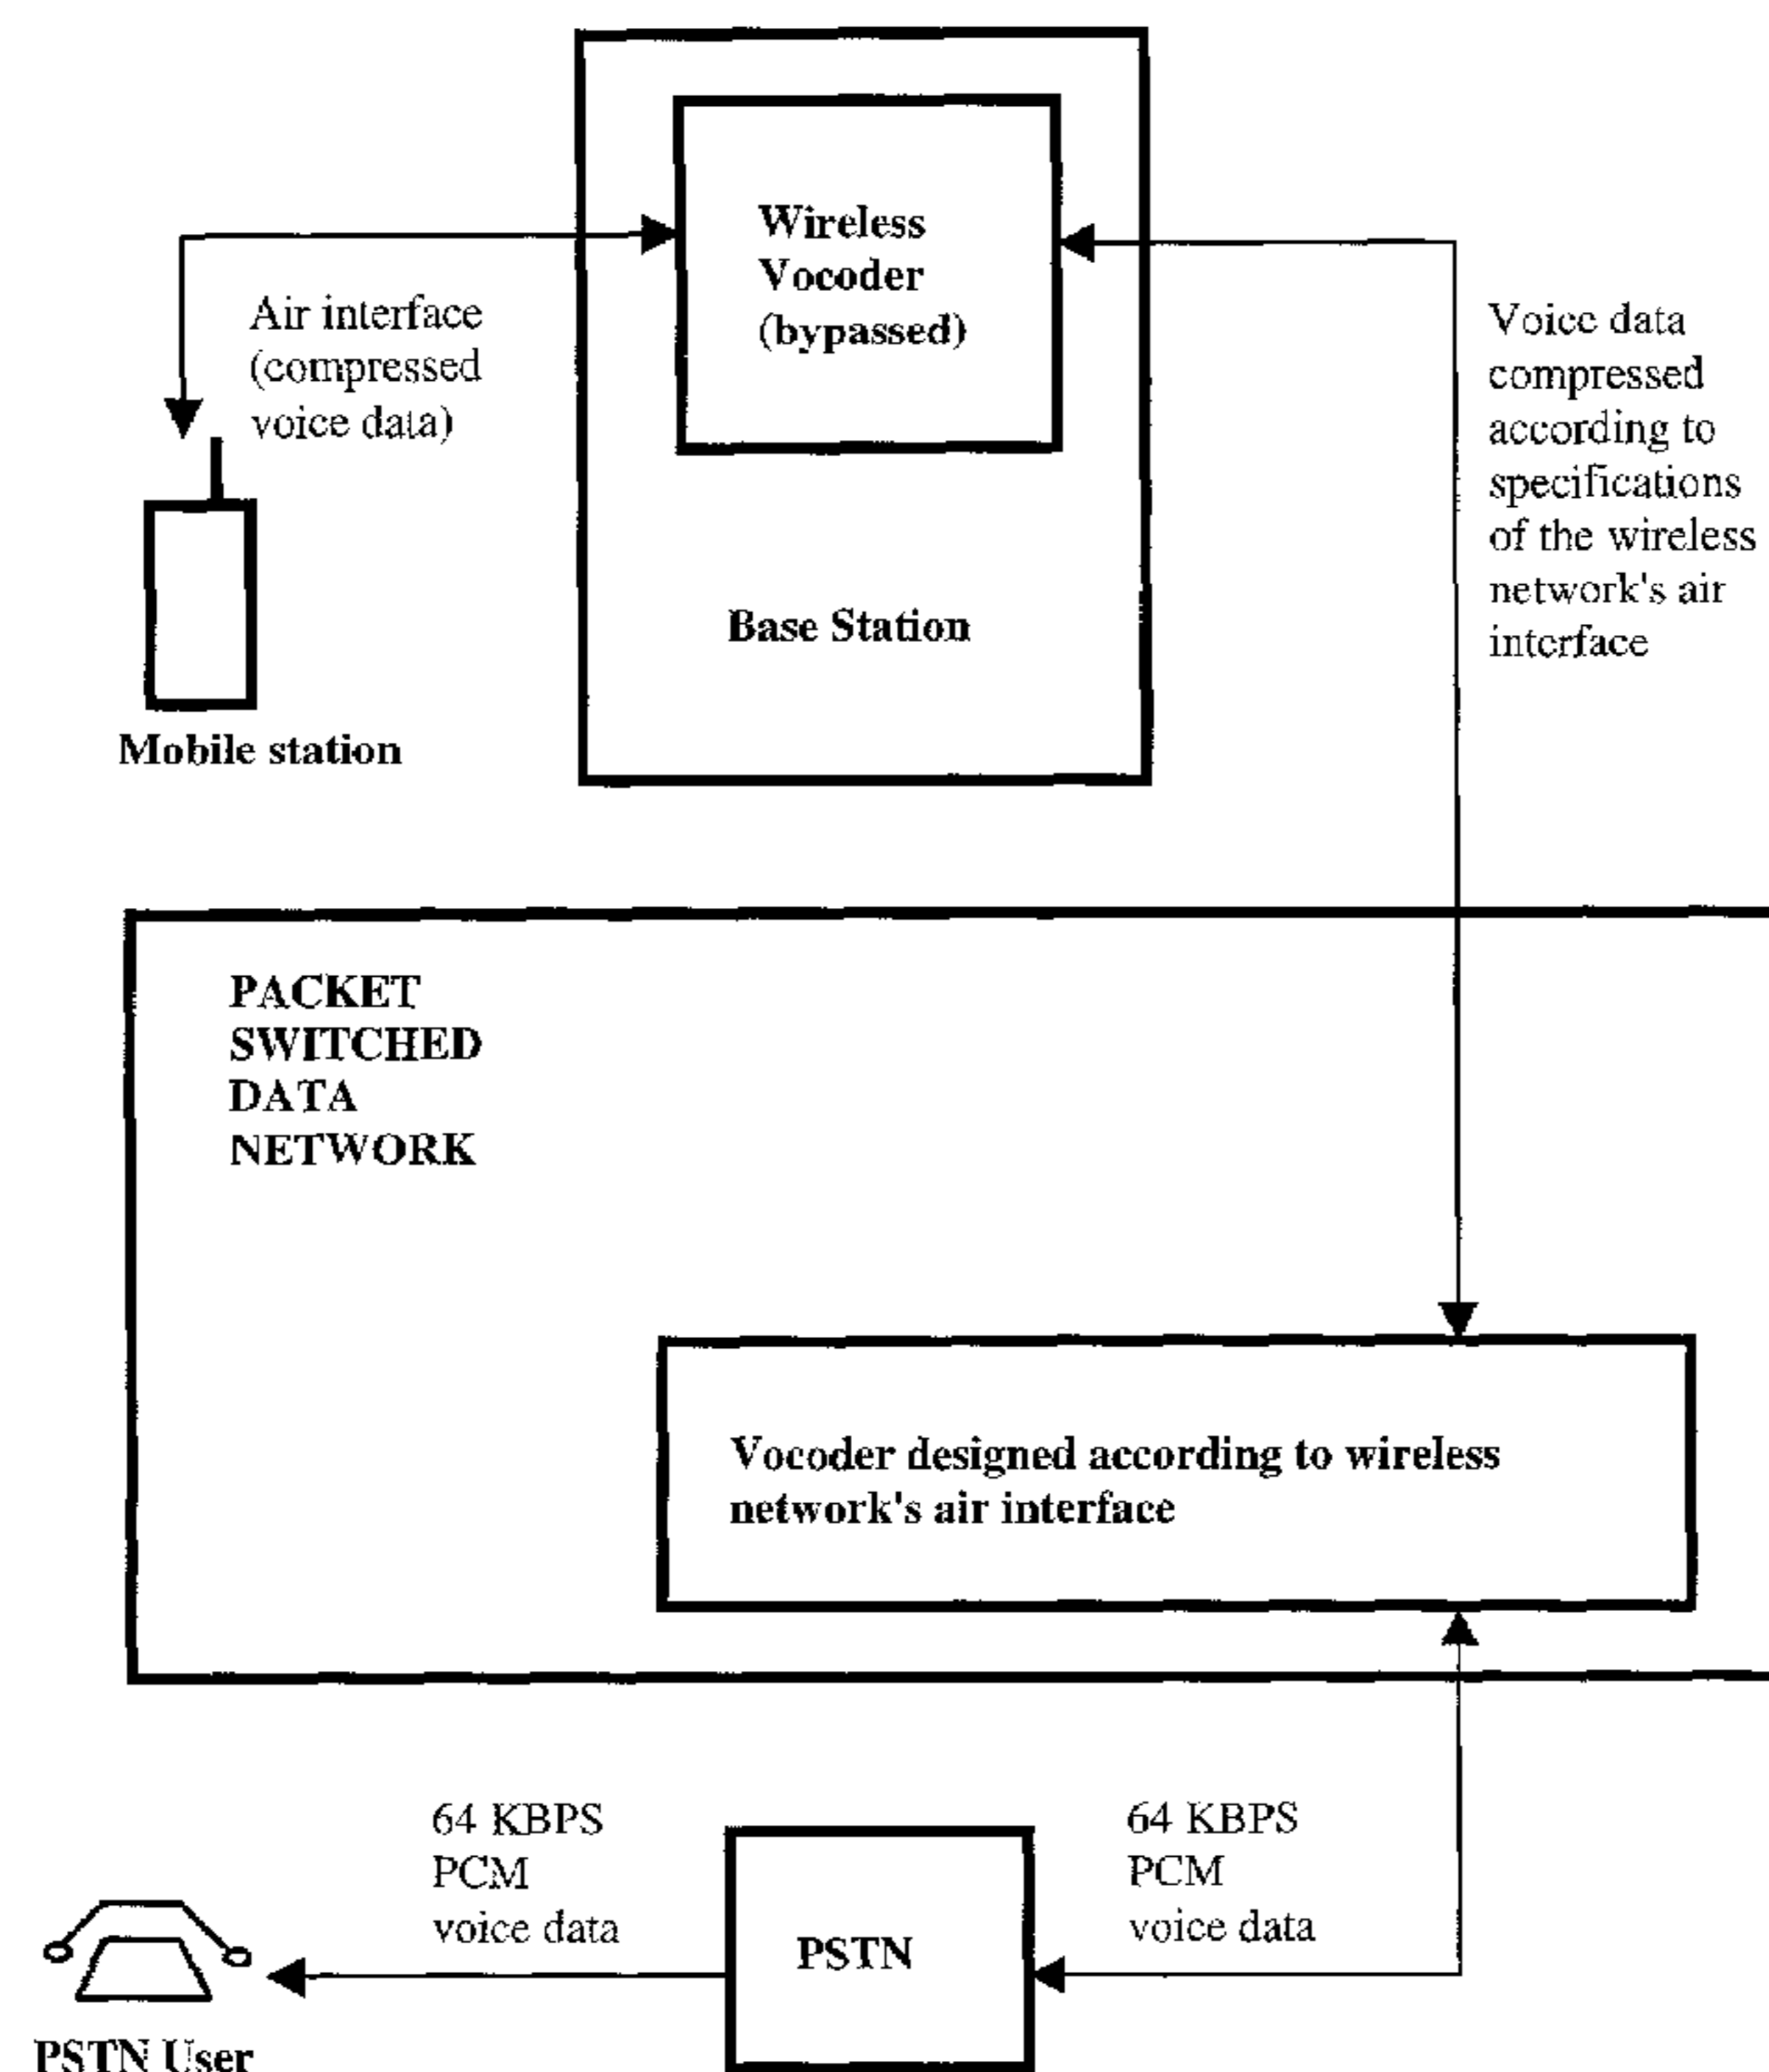 Wireless
Vocoder
(bypassed)
Air interface
(compressed
voice data)
Voice data
compressed
according to
specifications
of the wireless
network's air
interface
Base Station
Mobile station
PACKET
SWITCHED
DATA
NETWORK
Vocoder designed according to wireless
network's air interface
64 KBPS
PCM
voice data
64 KBPS
PCM
voice data
PSTN
PSTN User